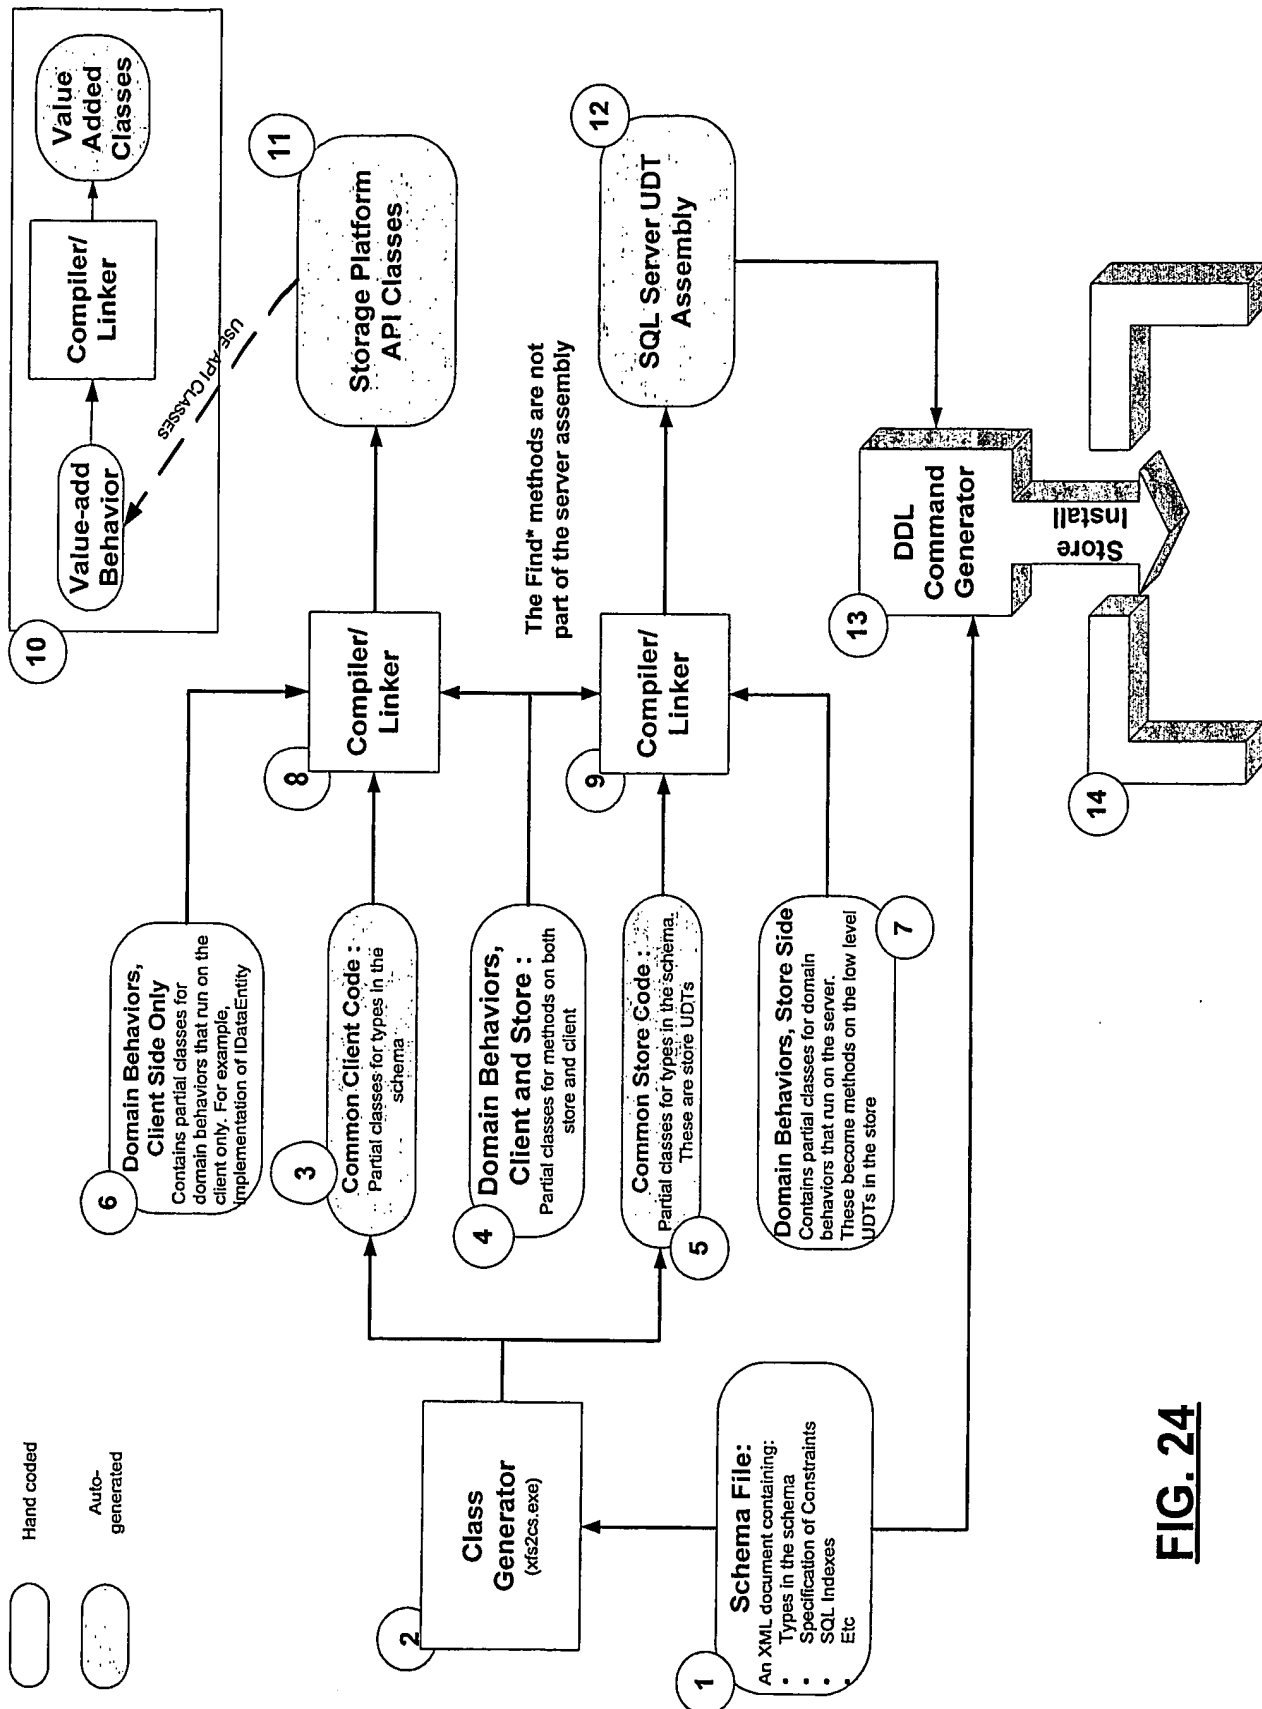 Hand coded
Auto-
generated
1
Schema File:
An XML document containing:
• Types in the schema
• Specification of Constraints
• SQL Indexes
• Etc
2
Class
Generator
(xfs2cs.exe)
6
Domain Behaviors,
Client Side Only
Contains partial classes for
domain behaviors that run on the
client only. For example,
implementation of IDataEntity
3
Common Client Code :
Partial classes for types in the
schema
4
Domain Behaviors,
Client and Store :
Partial classes for methods on both
store and client
5
Common Store Code :
Partial classes for types in the schema.
These are store UDTs
7
Domain Behaviors, Store Side
Contains partial classes for domain
behaviors that run on the server.
These become methods on the low level
UDTs in the store
8
Compiler/
Linker
9
Compiler/
Linker
The Find* methods are not
part of the server assembly
10
Value-add
Behavior
Compiler/
Linker
Value
Added
Classes
USE API CLASSES
11
Storage Platform
API Classes
12
SQL Server UDT
Assembly
13
DDL
Command
Generator
Store
Install
14
FIG. 24